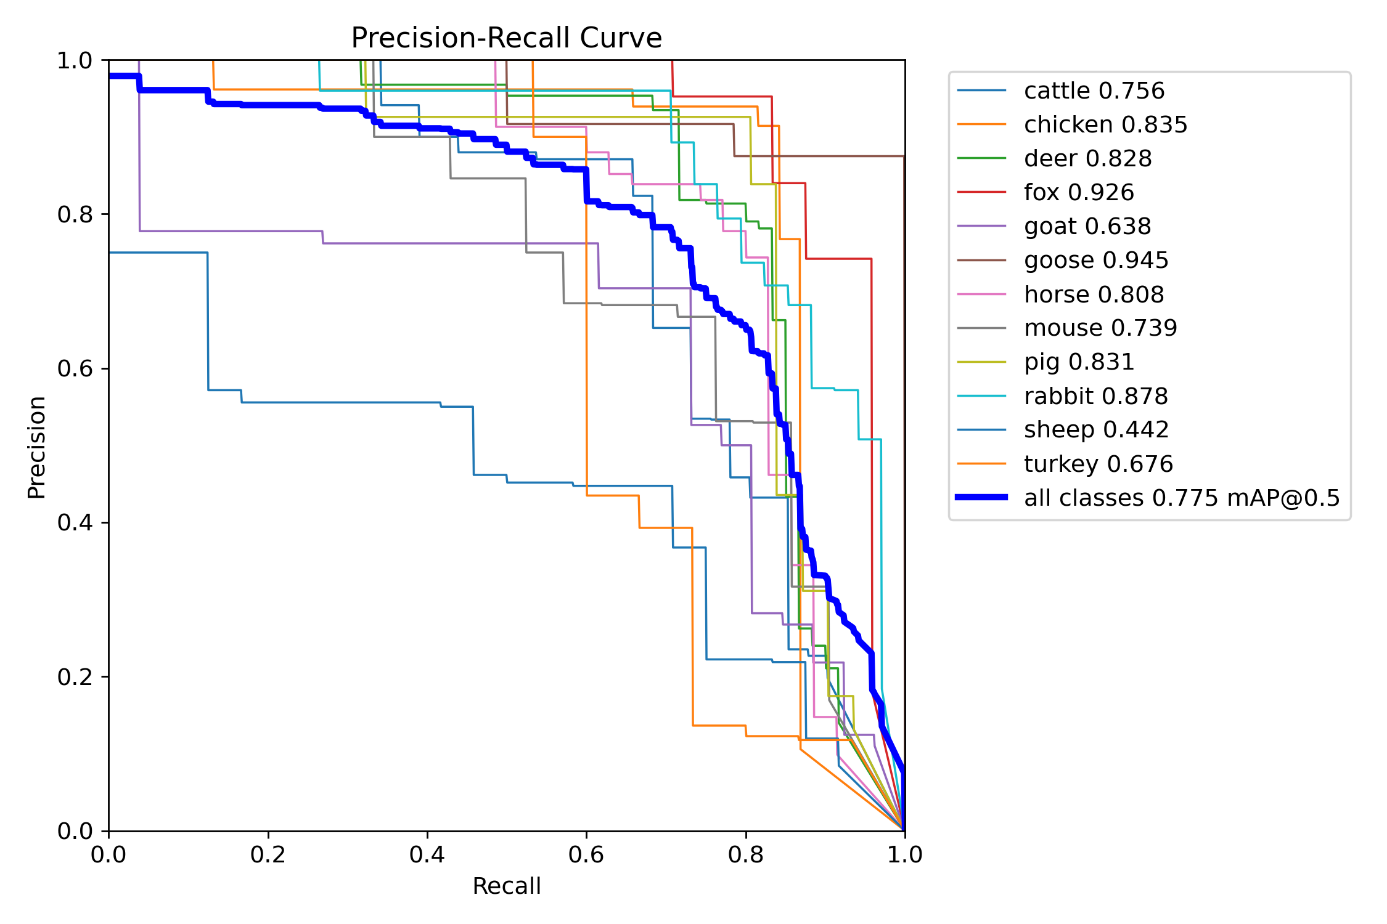 Precision-Recall Curve
1.0
0.8
0.6
0.4
0.2
0.0
Precision
0.0 0.2 0.4 0.6 0.8 1.0
Recall
cattle 0.756
chicken 0.835
deer 0.828
fox 0.926
goat 0.638
goose 0.945
horse 0.808
mouse 0.739
pig 0.831
rabbit 0.878
sheep 0.442
turkey 0.676
all classes 0.775 mAP@0.5